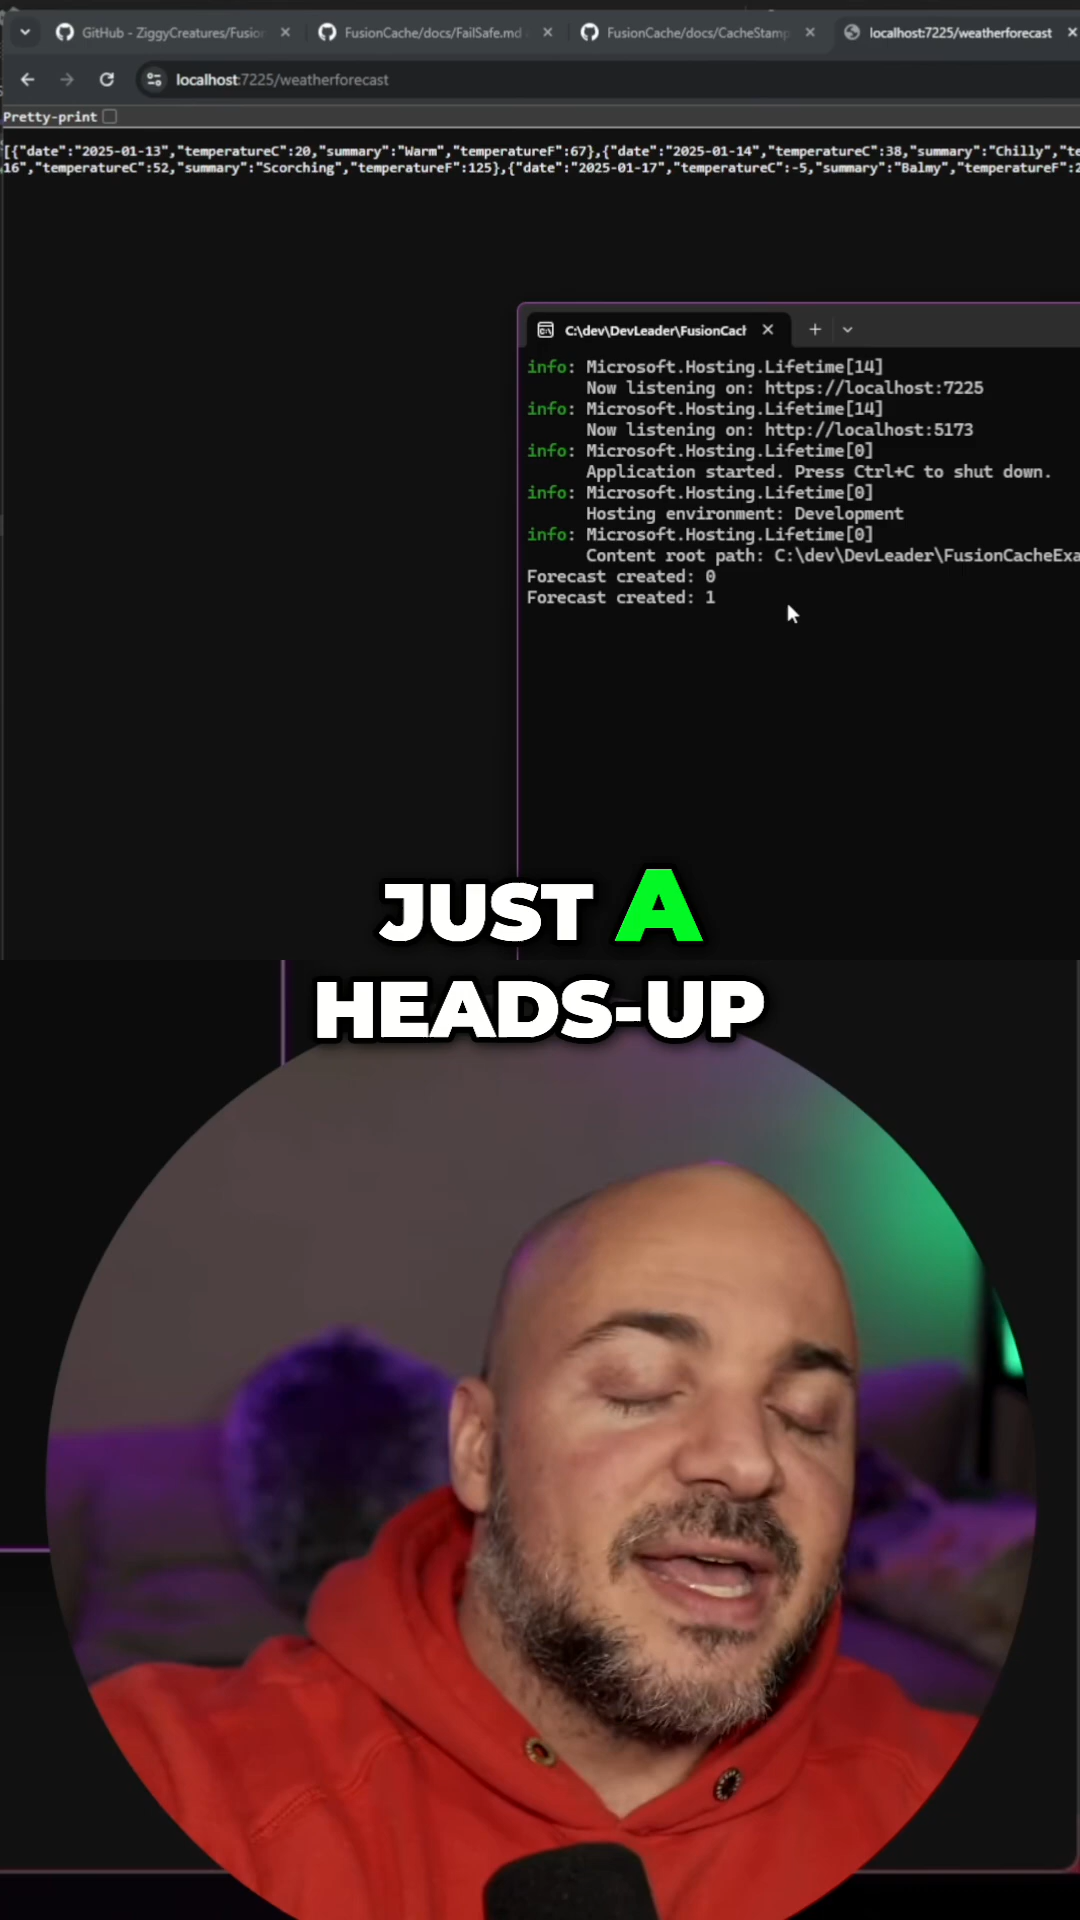 GitHub - ZiggyCreatures/Fusion
FusionCache/docs/FailSafe.md
FusionCache/docs/CacheStamp
localhost:7225/weatherforecast
localhost:7225/weatherforecast
Pretty-print
[{"date":"2025-01-13","temperatureC":20,"summary":"Warm","temperatureF":67},{"date":"2025-01-14","temperatureC":38,"summary":"Chilly","te
16","temperatureC":52,"summary":"Scorching","temperatureF":125},{"date":"2025-01-17","temperatureC":-5,"summary":"Balmy","temperatureF":2
C:\dev\DevLeader\FusionCach
info: Microsoft.Hosting.Lifetime[14]
Now listening on: https://localhost:7225
info: Microsoft.Hosting.Lifetime[14]
Now listening on: http://localhost:5173
info: Microsoft.Hosting.Lifetime[0]
Application started. Press Ctrl+C to shut down.
info: Microsoft.Hosting.Lifetime[0]
Hosting environment: Development
info: Microsoft.Hosting.Lifetime[0]
Content root path: C:\dev\DevLeader\FusionCacheExa
Forecast created: 0
Forecast created: 1
JUST A
HEADS-UP